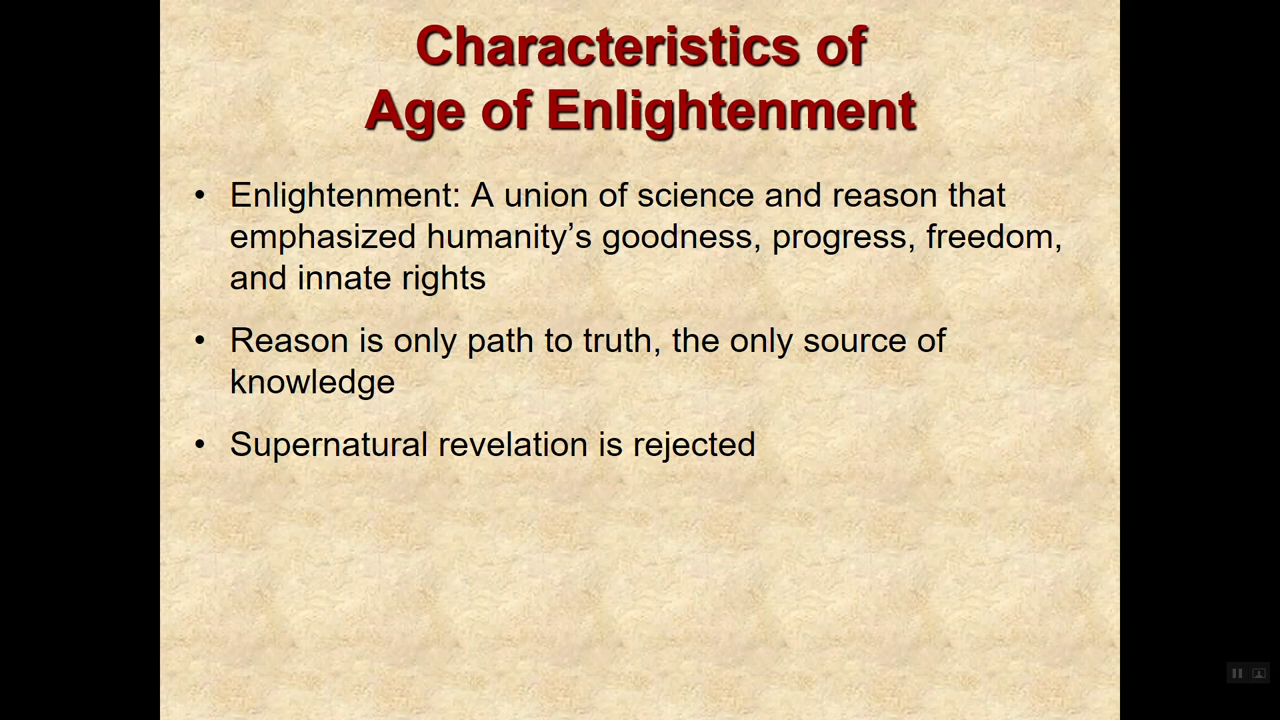 Characteristics of
Age of Enlightenment
• Enlightenment: A union of science and reason that
emphasized humanity’s goodness, progress, freedom,
and innate rights
• Reason is only path to truth, the only source of
knowledge
• Supernatural revelation is rejected